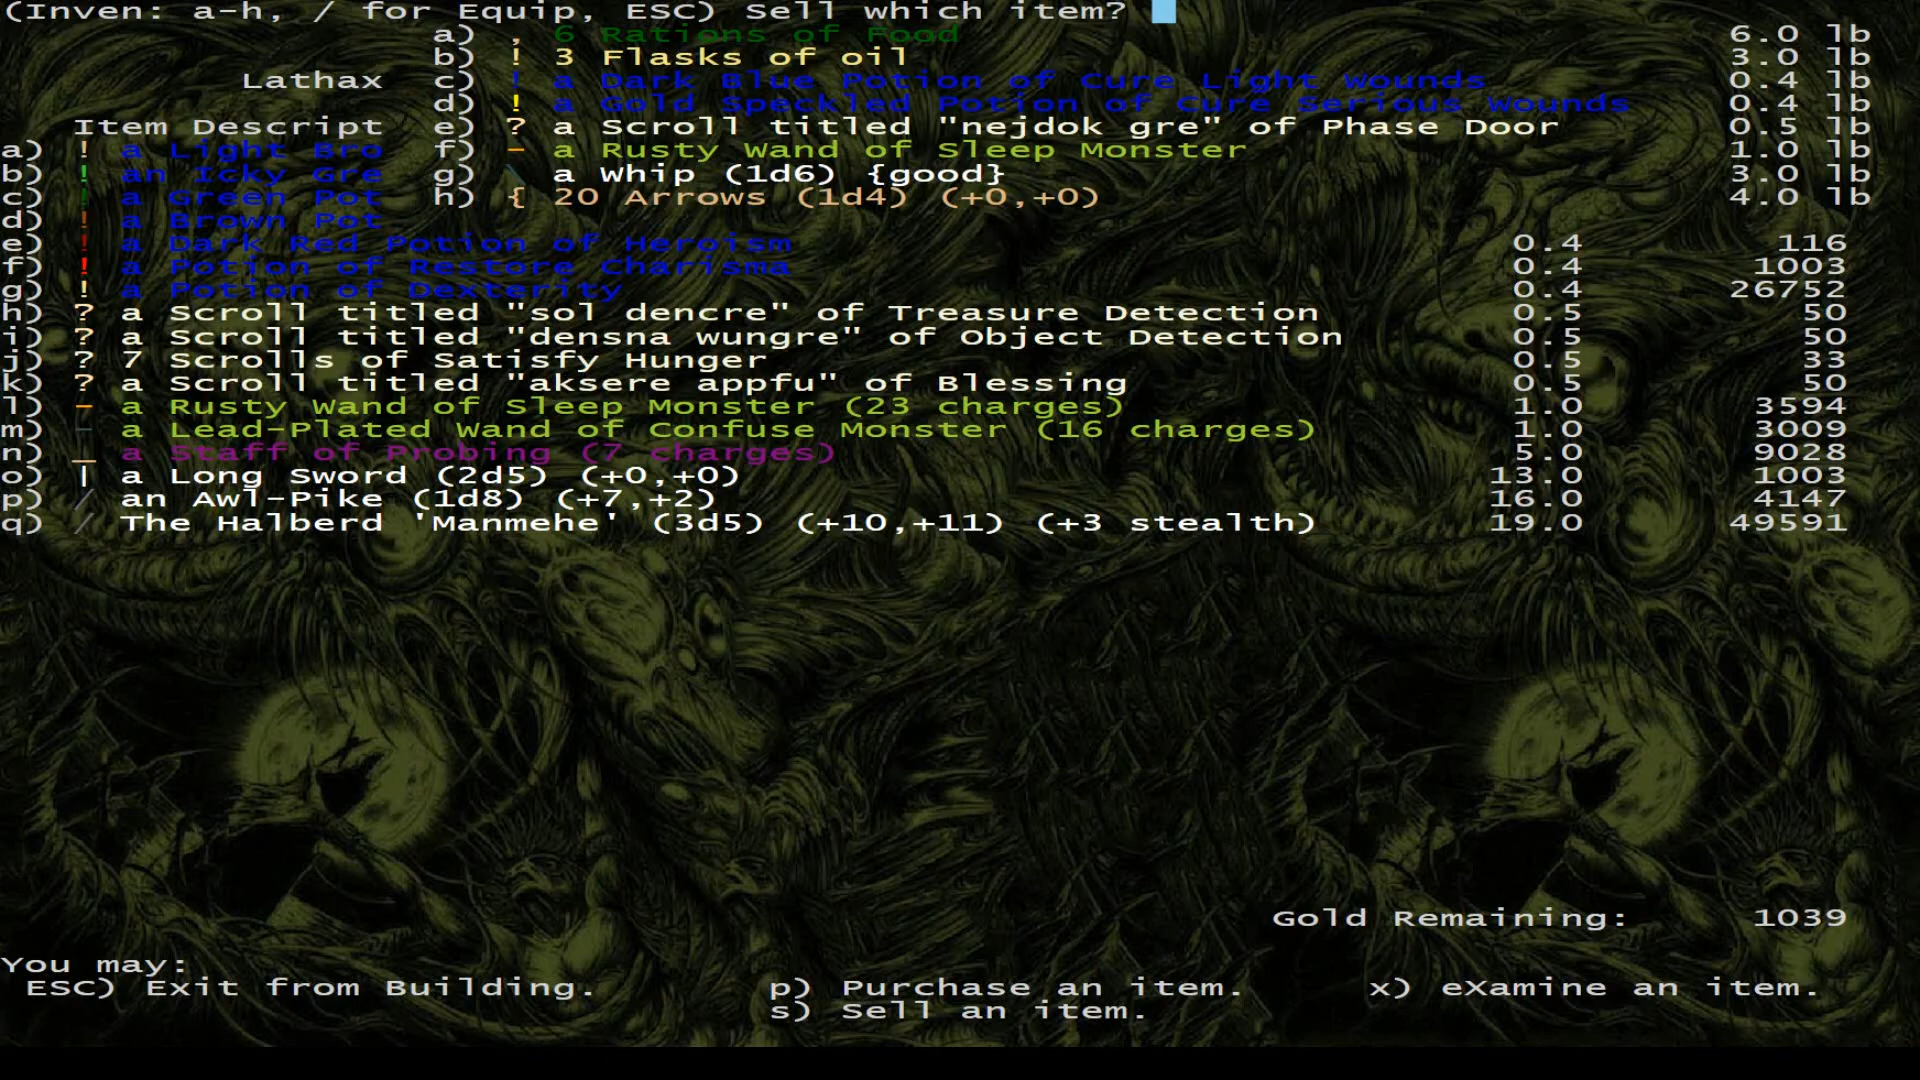 (Inven: a-h, / for Equip, ESC) Sell which item?
a) , 6 Rations of Food 6.0 lb
b) ! 3 Flasks of oil 3.0 lb
Lathax c) ! a Dark Blue Potion of Cure Light Wounds 0.4 lb
d) ! a Gold Speckled Potion of Cure Serious Wounds 0.4 lb
Item Descript e) ? a Scroll titled "nejdok gre" of Phase Door 0.5 lb
a) ! a Light Bro f) - a Rusty Wand of Sleep Monster 1.0 lb
b) ! an Icky Gre g) \ a Whip (1d6) {good} 3.0 lb
c) ! a Green Pot h) { 20 Arrows (1d4) (+0,+0) 4.0 lb
d) ! a Brown Pot
e) ! a Dark Red Potion of Heroism 0.4 116
f) ! a Potion of Restore Charisma 0.4 1003
g) ! a Potion of Dexterity 0.4 26752
h) ? a Scroll titled "sol dencre" of Treasure Detection 0.5 50
i) ? a Scroll titled "densna wungre" of Object Detection 0.5 50
j) ? 7 Scrolls of Satisfy Hunger 0.5 33
k) ? a Scroll titled "aksere appfu" of Blessing 0.5 50
l) - a Rusty Wand of Sleep Monster (23 charges) 1.0 3594
m) - a Lead-Plated Wand of Confuse Monster (16 charges) 1.0 3009
n) _ a Staff of Probing (7 charges) 5.0 9028
o) | a Long Sword (2d5) (+0,+0) 13.0 1003
p) / an Awl-Pike (1d8) (+7,+2) 16.0 4147
q) / The Halberd 'Manmehe' (3d5) (+10,+11) (+3 stealth) 19.0 49591
Gold Remaining: 1039
You may:
ESC) Exit from Building. p) Purchase an item. x) eXamine an item.
s) Sell an item.